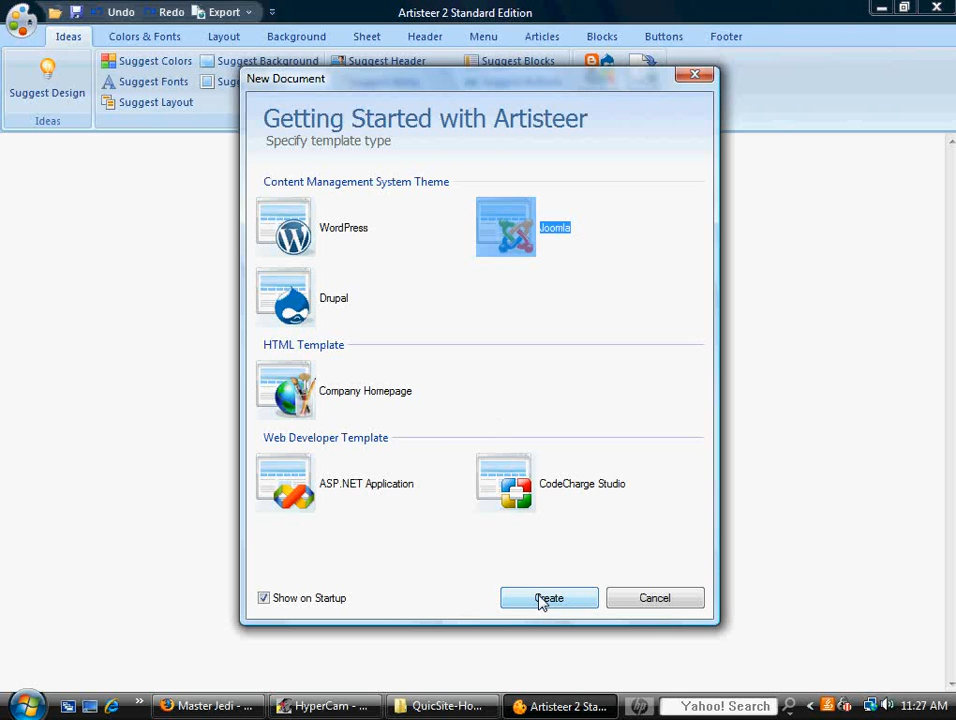 Undo Redo Export Artisteer 2 Standard Edition
Ideas Colors & Fonts Layout Background Sheet Header Menu Articles Blocks Buttons Footer
Suggest Colors Suggest Background Suggest Header Suggest Blocks
Suggest Fonts
Suggest Design Suggest Layout
Ideas
New Document
Getting Started with Artisteer
Specify template type
Content Management System Theme
WordPress Joomla
Drupal
HTML Template
Company Homepage
Web Developer Template
ASP.NET Application CodeCharge Studio
Show on Startup Create Cancel
Master Jedi - ... HyperCam - ... QuicSite-Ho... Artisteer 2 Sta... Yahoo! Search 11:27 AM